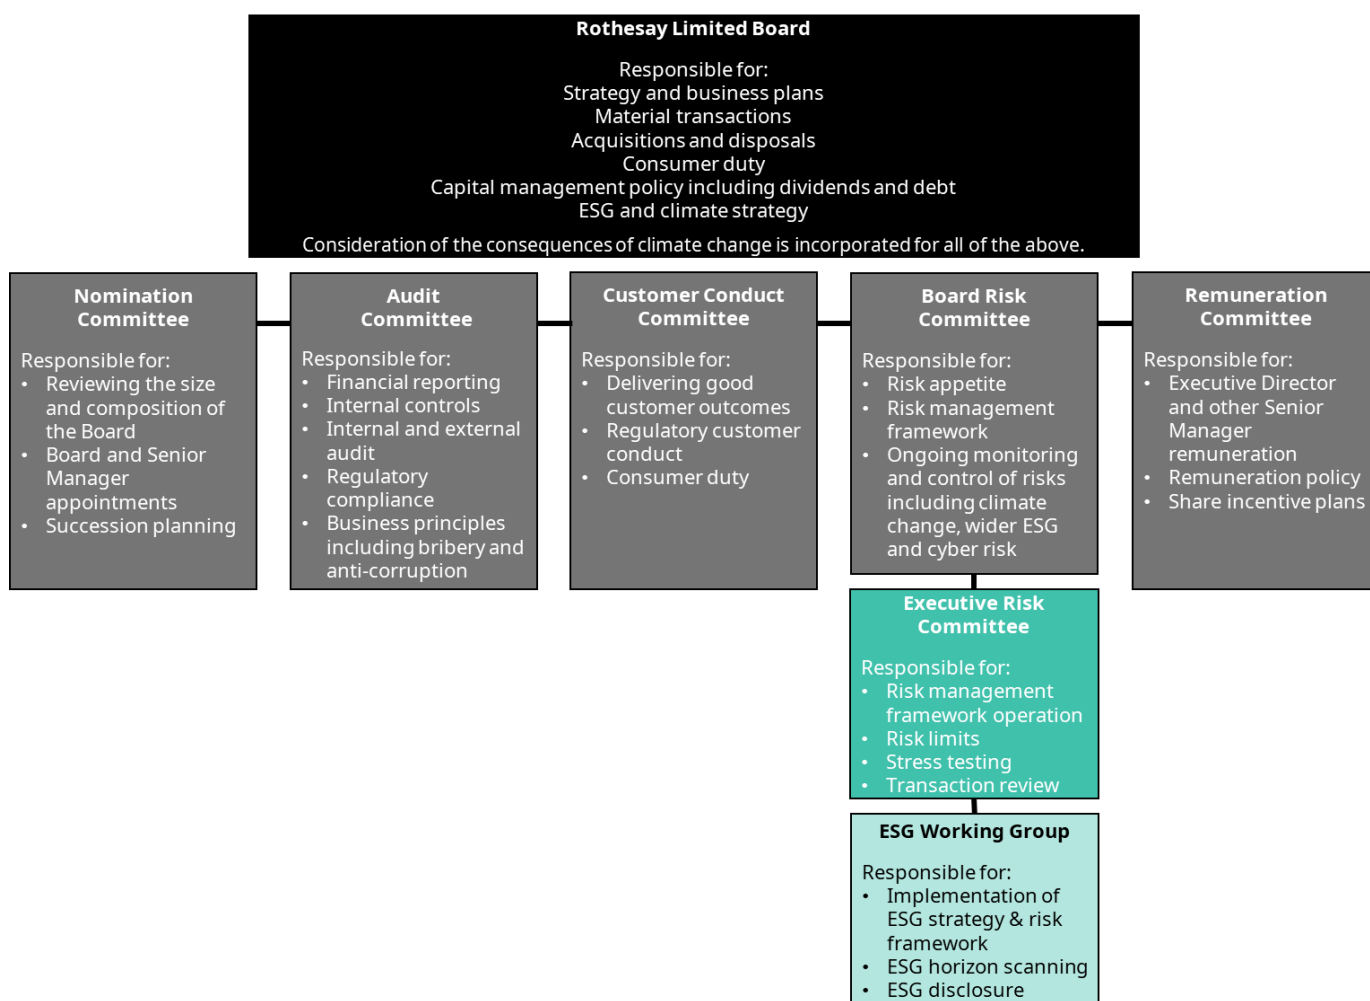 Rothesay Limited Board
Responsible for:
Strategy and business plans
Material transactions
Acquisitions and disposals
Consumer duty
Capital management policy including dividends and debt
ESG and climate strategy
Consideration of the consequences of climate change is incorporated for all of the above.
Nomination
Committee
Responsible for:
• Reviewing the size
and composition of
the Board
• Board and Senior
Manager
appointments
• Succession planning
Audit
Committee
Responsible for:
• Financial reporting
• Internal controls
• Internal and external
audit
• Regulatory
compliance
• Business principles
including bribery and
anti-corruption
Customer Conduct
Committee
Responsible for:
• Delivering good
customer outcomes
• Regulatory customer
conduct
• Consumer duty
Board Risk
Committee
Responsible for:
• Risk appetite
• Risk management
framework
• Ongoing monitoring
and control of risks
including climate
change, wider ESG
and cyber risk
Remuneration
Committee
Responsible for:
• Executive Director
and other Senior
Manager
remuneration
• Remuneration policy
• Share incentive plans
Executive Risk
Committee
Responsible for:
• Risk management
framework operation
• Risk limits
• Stress testing
• Transaction review
ESG Working Group
Responsible for:
• Implementation of
ESG strategy & risk
framework
• ESG horizon scanning
• ESG disclosure